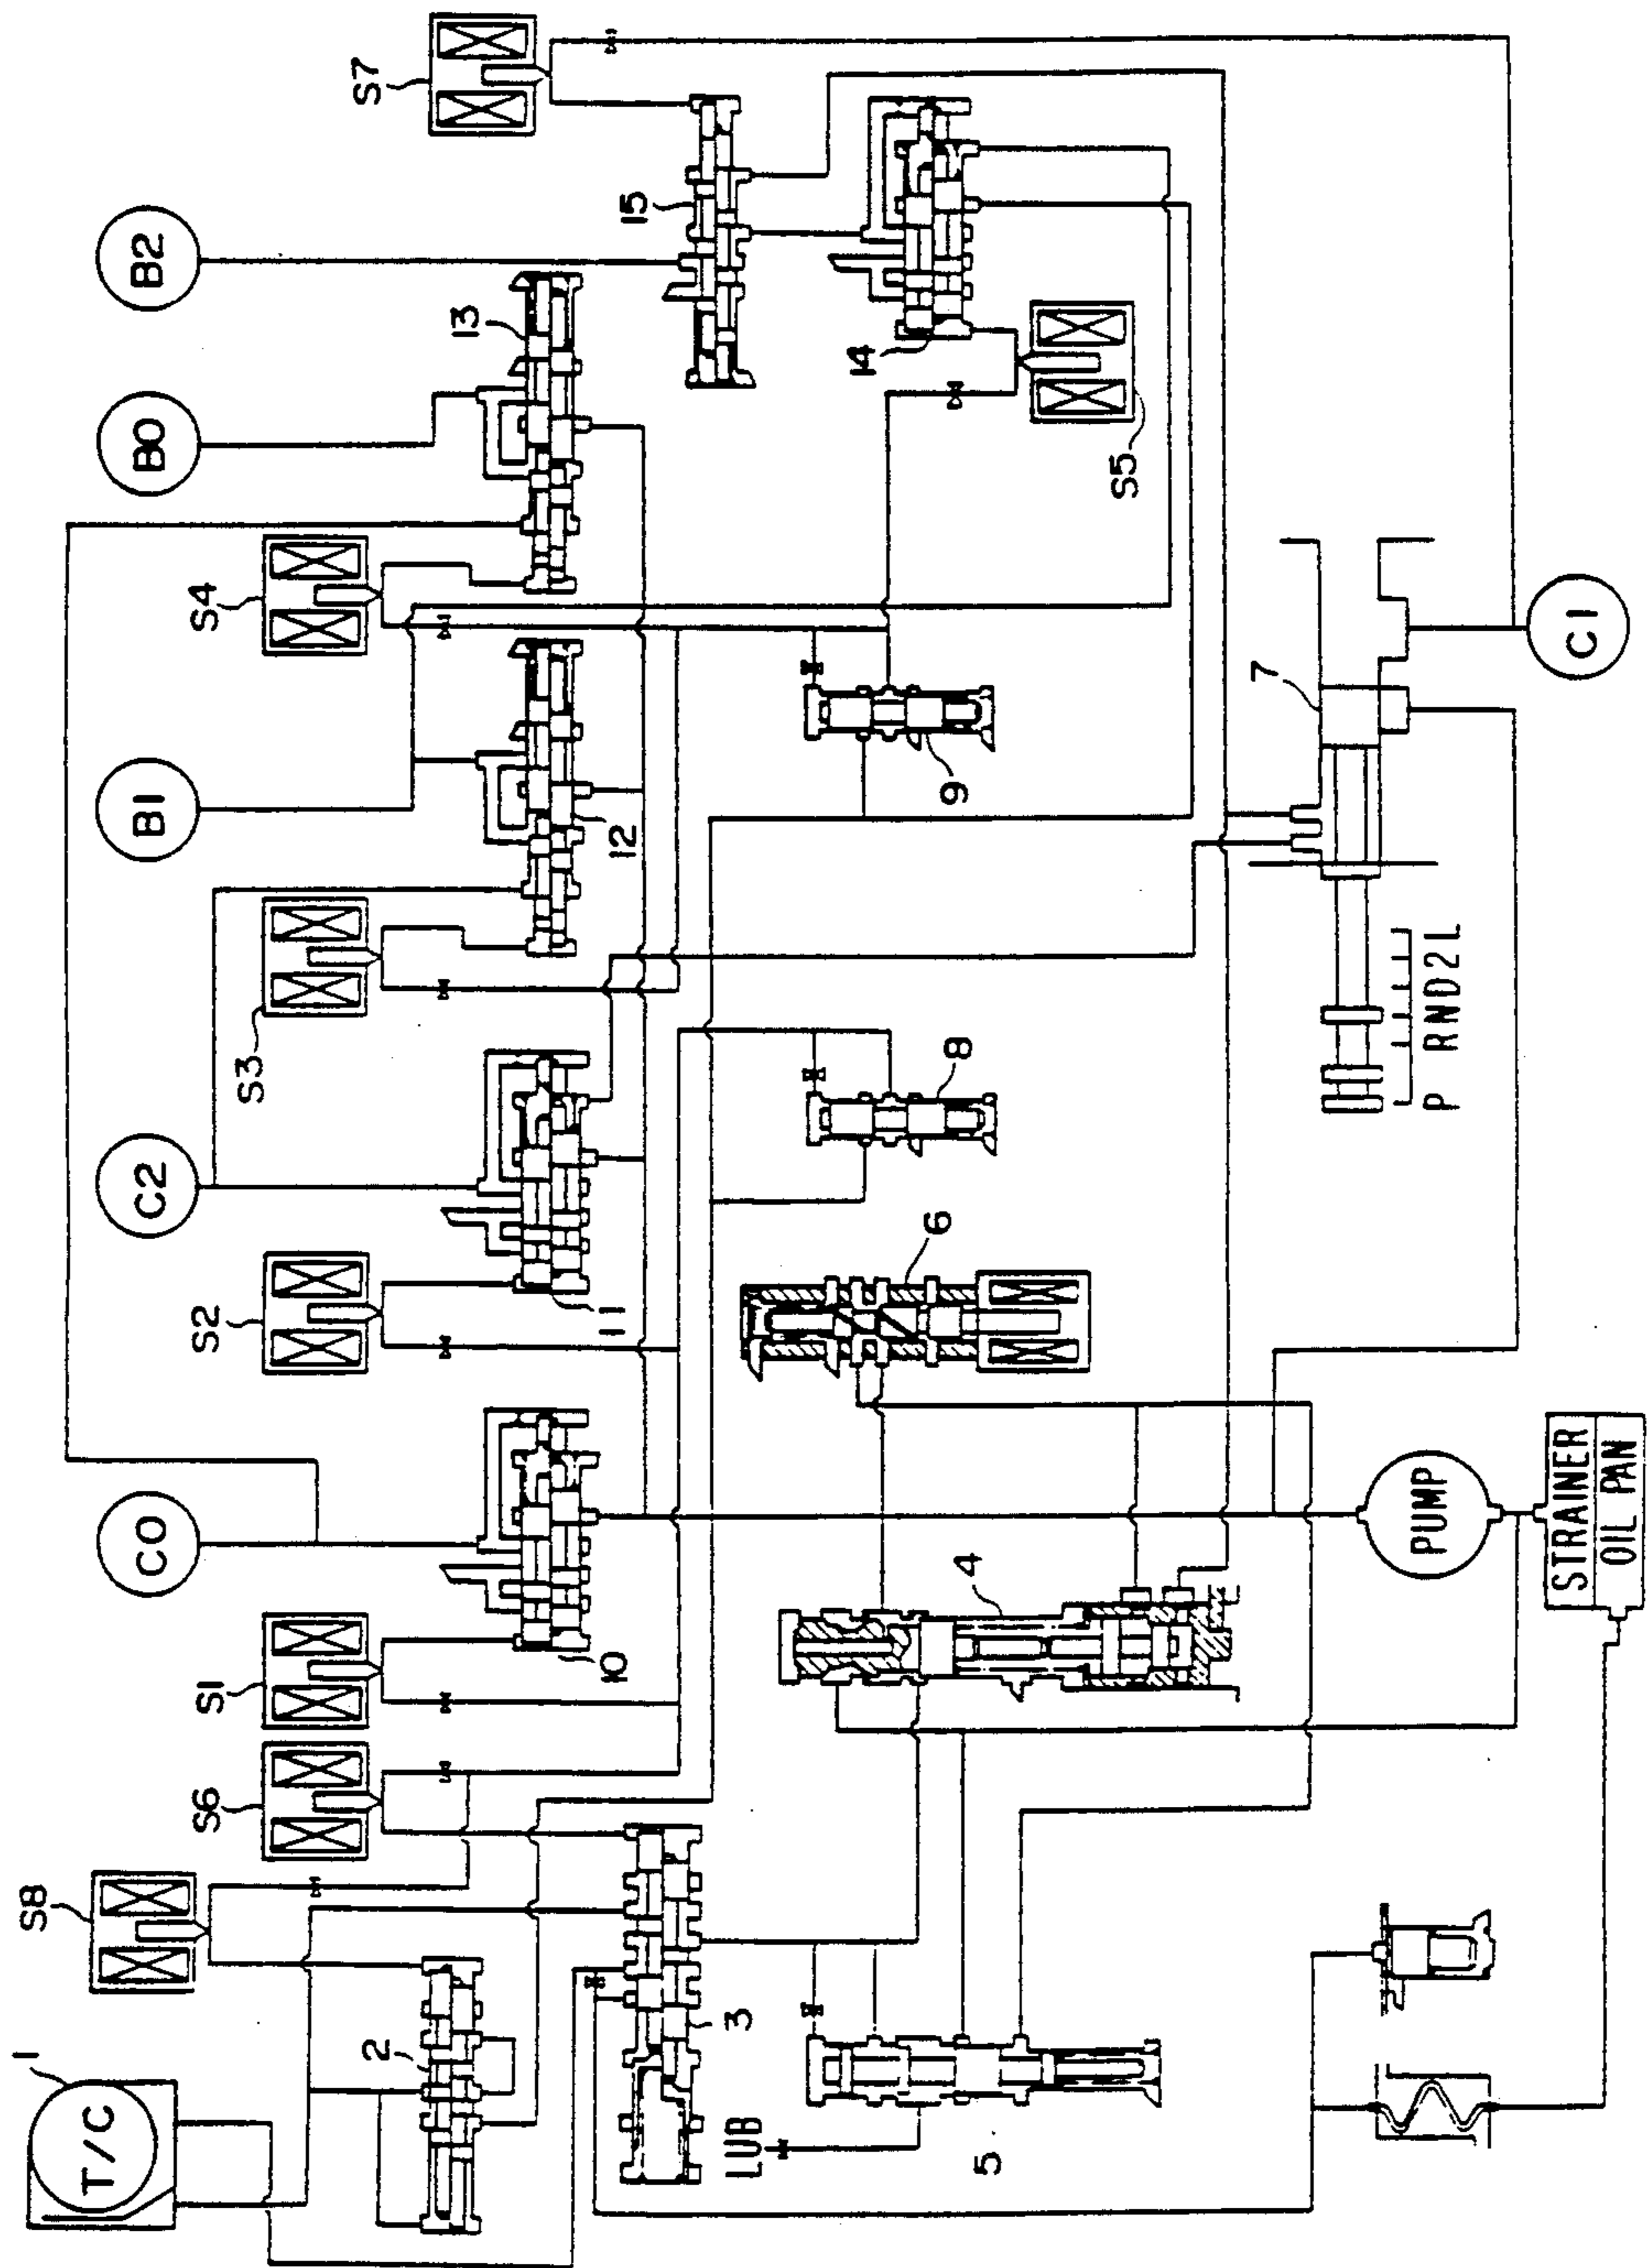 1
T/C
S8
2
S6
3
LUB
5
S1
10
C0
4
S2
11
C2
6
8
S3
12
B1
9
S4
13
B0
B2
15
14
S5
S7
7
P RND2L
C1
PUMP
STRAINER
OIL PAN